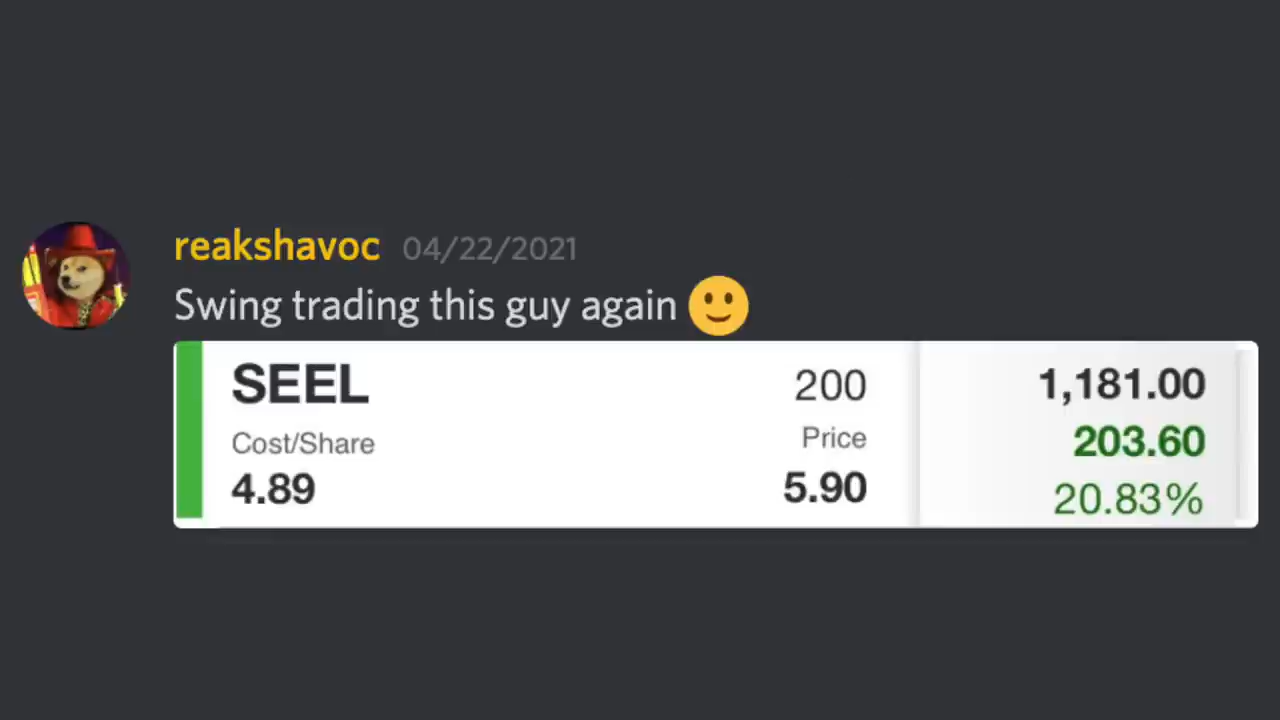 reakshavoc 04/22/2021
Swing trading this guy again 🙂
SEEL 200 1,181.00
Cost/Share Price 203.60
4.89 5.90 20.83%